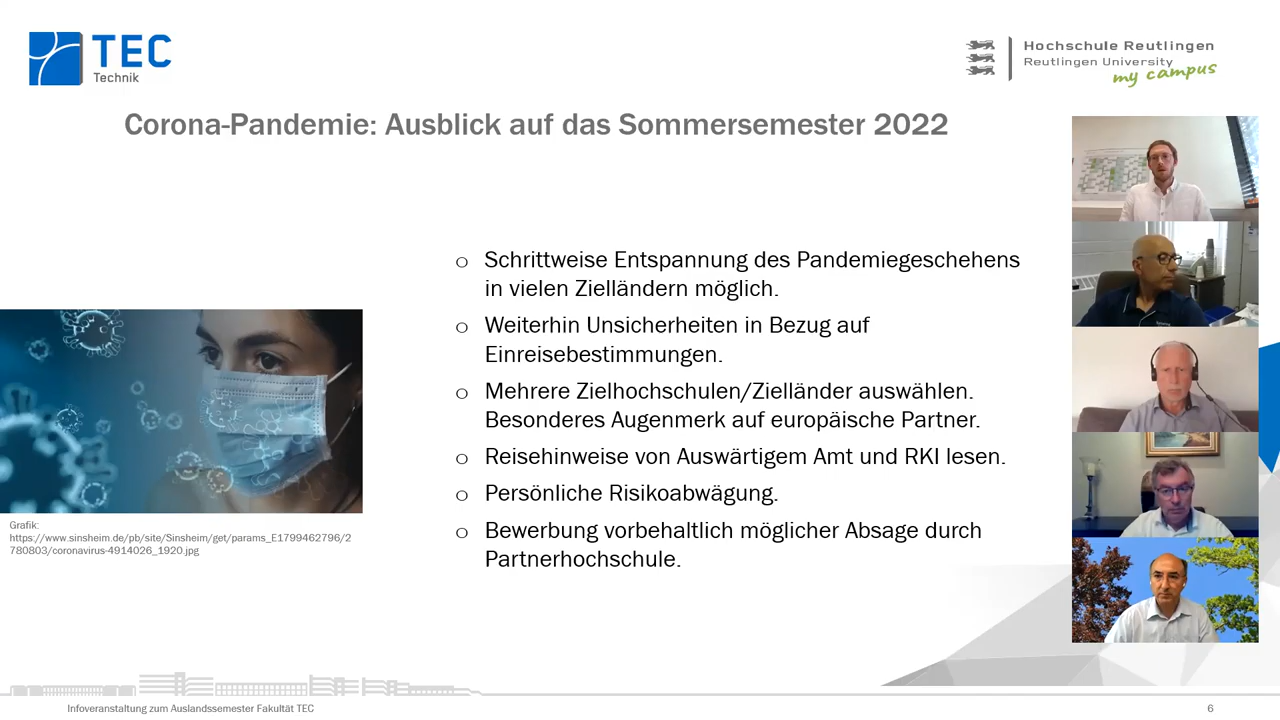 TEC
Technik
Hochschule Reutlingen
Reutlingen University
my campus
Corona-Pandemie: Ausblick auf das Sommersemester 2022
o Schrittweise Entspannung des Pandemiegeschehens
in vielen Zielländern möglich.
o Weiterhin Unsicherheiten in Bezug auf
Einreisebestimmungen.
o Mehrere Zielhochschulen/Zielländer auswählen.
Besonderes Augenmerk auf europäische Partner.
o Reisehinweise von Auswärtigem Amt und RKI lesen.
o Persönliche Risikoabwägung.
o Bewerbung vorbehaltlich möglicher Absage durch
Partnerhochschule.
Grafik:
https://www.sinsheim.de/pb/site/Sinsheim/get/params_E1799462796/2
780803/coronavirus-4914026_1920.jpg
Infoveranstaltung zum Auslandssemester Fakultät TEC
6